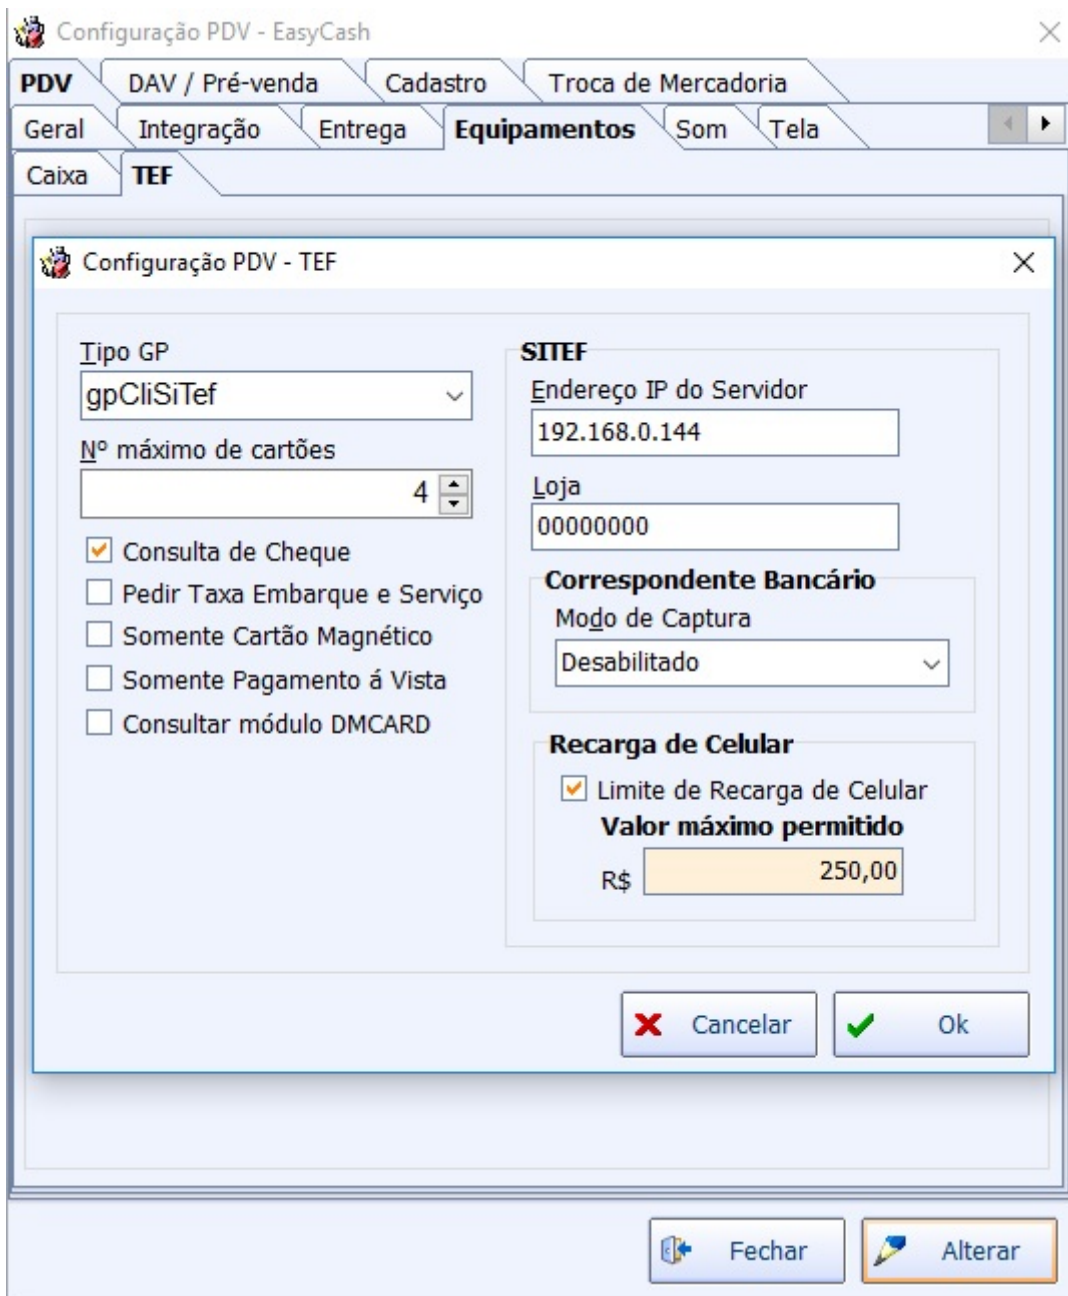 Configuração PDV - EasyCash
PDV DAV / Pré-venda Cadastro Troca de Mercadoria
Geral Integração Entrega Equipamentos Som Tela
Caixa TEF
Configuração PDV - TEF
Tipo GP
gpCliSiTef
Nº máximo de cartões
4
Consulta de Cheque
Pedir Taxa Embarque e Serviço
Somente Cartão Magnético
Somente Pagamento á Vista
Consultar módulo DMCARD
SITEF
Endereço IP do Servidor
192.168.0.144
Loja
00000000
Correspondente Bancário
Modo de Captura
Desabilitado
Recarga de Celular
Limite de Recarga de Celular
Valor máximo permitido
R$ 250,00
Cancelar Ok
Fechar Alterar